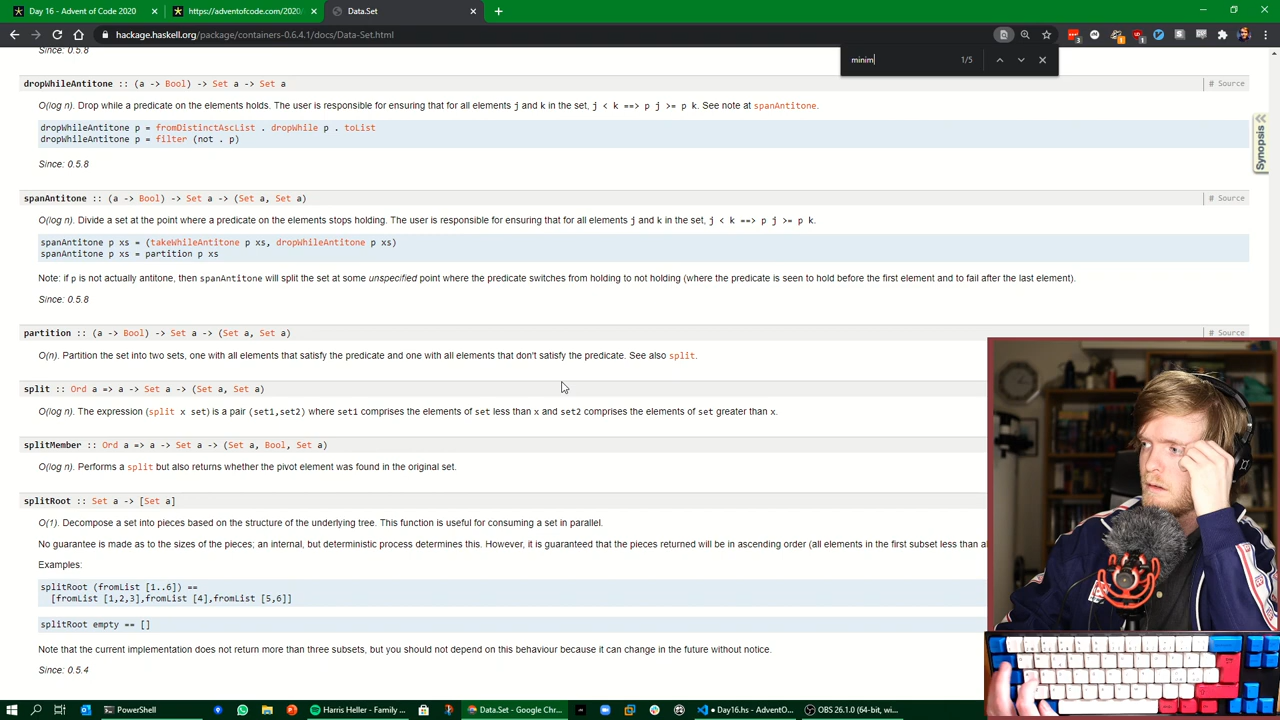 Day 16 - Advent of Code 2020
https://adventofcode.com/2020/
Data.Set
hackage.haskell.org/package/containers-0.6.4.1/docs/Data-Set.html
minim
1/5
Since: 0.5.8
dropWhileAntitone :: (a -> Bool) -> Set a -> Set a
# Source
O(log n). Drop while a predicate on the elements holds. The user is responsible for ensuring that for all elements j and k in the set, j < k ==> p j >= p k. See note at spanAntitone.
dropWhileAntitone p = fromDistinctAscList . dropWhile p . toList
dropWhileAntitone p = filter (not . p)
Since: 0.5.8
Synopsis
spanAntitone :: (a -> Bool) -> Set a -> (Set a, Set a)
# Source
O(log n). Divide a set at the point where a predicate on the elements stops holding. The user is responsible for ensuring that for all elements j and k in the set, j < k ==> p j >= p k.
spanAntitone p xs = (takeWhileAntitone p xs, dropWhileAntitone p xs)
spanAntitone p xs = partition p xs
Note: if p is not actually antitone, then spanAntitone will split the set at some unspecified point where the predicate switches from holding to not holding (where the predicate is seen to hold before the first element and to fail after the last element).
Since: 0.5.8
partition :: (a -> Bool) -> Set a -> (Set a, Set a)
# Source
O(n). Partition the set into two sets, one with all elements that satisfy the predicate and one with all elements that don't satisfy the predicate. See also split.
split :: Ord a => a -> Set a -> (Set a, Set a)
O(log n). The expression (split x set) is a pair (set1,set2) where set1 comprises the elements of set less than x and set2 comprises the elements of set greater than x.
splitMember :: Ord a => a -> Set a -> (Set a, Bool, Set a)
O(log n). Performs a split but also returns whether the pivot element was found in the original set.
splitRoot :: Set a -> [Set a]
O(1). Decompose a set into pieces based on the structure of the underlying tree. This function is useful for consuming a set in parallel.
No guarantee is made as to the sizes of the pieces; an internal, but deterministic process determines this. However, it is guaranteed that the pieces returned will be in ascending order (all elements in the first subset less than al
Examples:
splitRoot (fromList [1..6]) ==
[fromList [1,2,3],fromList [4],fromList [5,6]]
splitRoot empty == []
Note that the current implementation does not return more than three subsets, but you should not depend on this behaviour because it can change in the future without notice.
Since: 0.5.4
PowerShell
Harris Heller - Family ...
Data.Set - Google Chr...
Day16.hs - AdventO...
OBS 26.1.0 (64-bit, w...